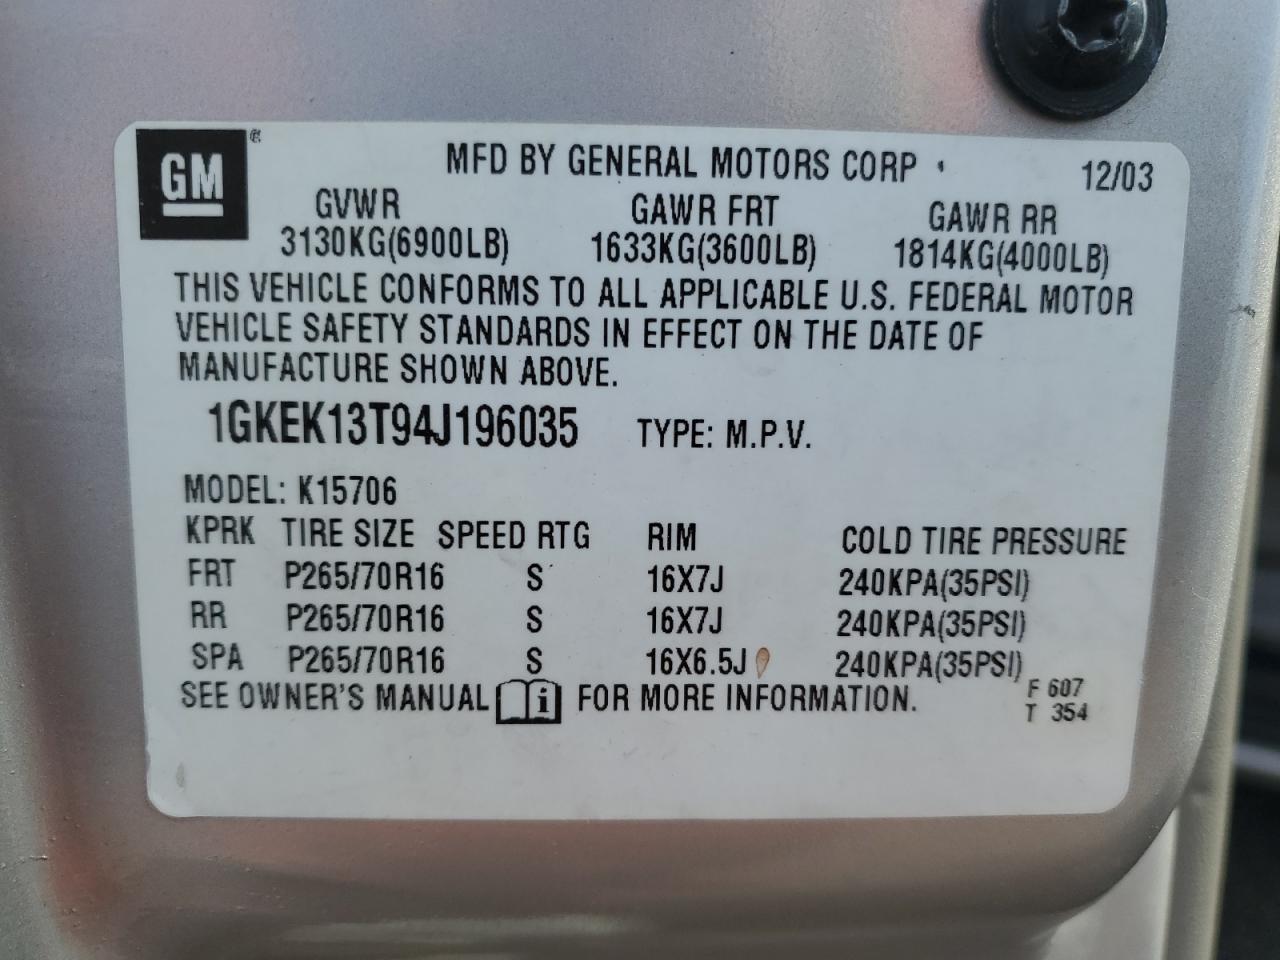 GM ®
MFD BY GENERAL MOTORS CORP 12/03
GVWR GAWR FRT GAWR RR
3130KG(6900LB) 1633KG(3600LB) 1814KG(4000LB)
THIS VEHICLE CONFORMS TO ALL APPLICABLE U.S. FEDERAL MOTOR
VEHICLE SAFETY STANDARDS IN EFFECT ON THE DATE OF
MANUFACTURE SHOWN ABOVE.
1GKEK13T94J196035 TYPE: M.P.V.
MODEL: K15706
KPRK TIRE SIZE SPEED RTG RIM COLD TIRE PRESSURE
FRT P265/70R16 S 16X7J 240KPA(35PSI)
RR P265/70R16 S 16X7J 240KPA(35PSI)
SPA P265/70R16 S 16X6.5J 240KPA(35PSI)
SEE OWNER'S MANUAL i FOR MORE INFORMATION.
F 607
T 354